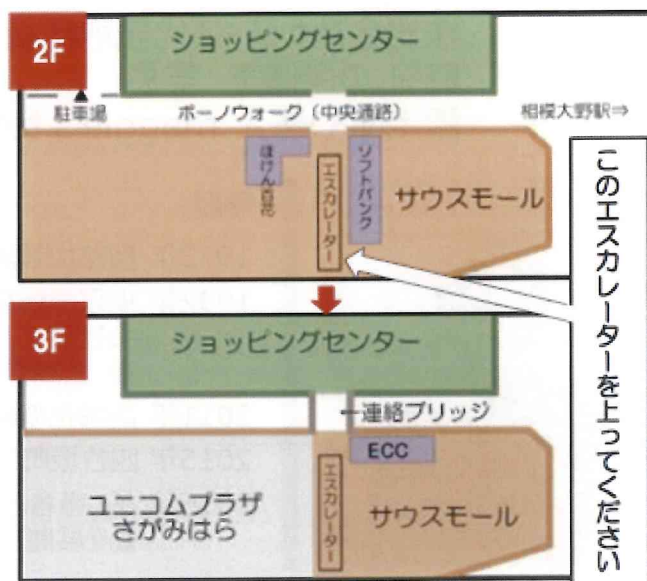 2F
ショッピングセンター
駐車場
ボーノウォーク（中央通路）
相模大野駅⇒
ほけん百花
エスカレーター
ソフトバンク
サウスモール
このエスカレーターを上ってください
3F
ショッピングセンター
←連絡ブリッジ
ECC
エスカレーター
ユニコムプラザ
さがみはら
サウスモール